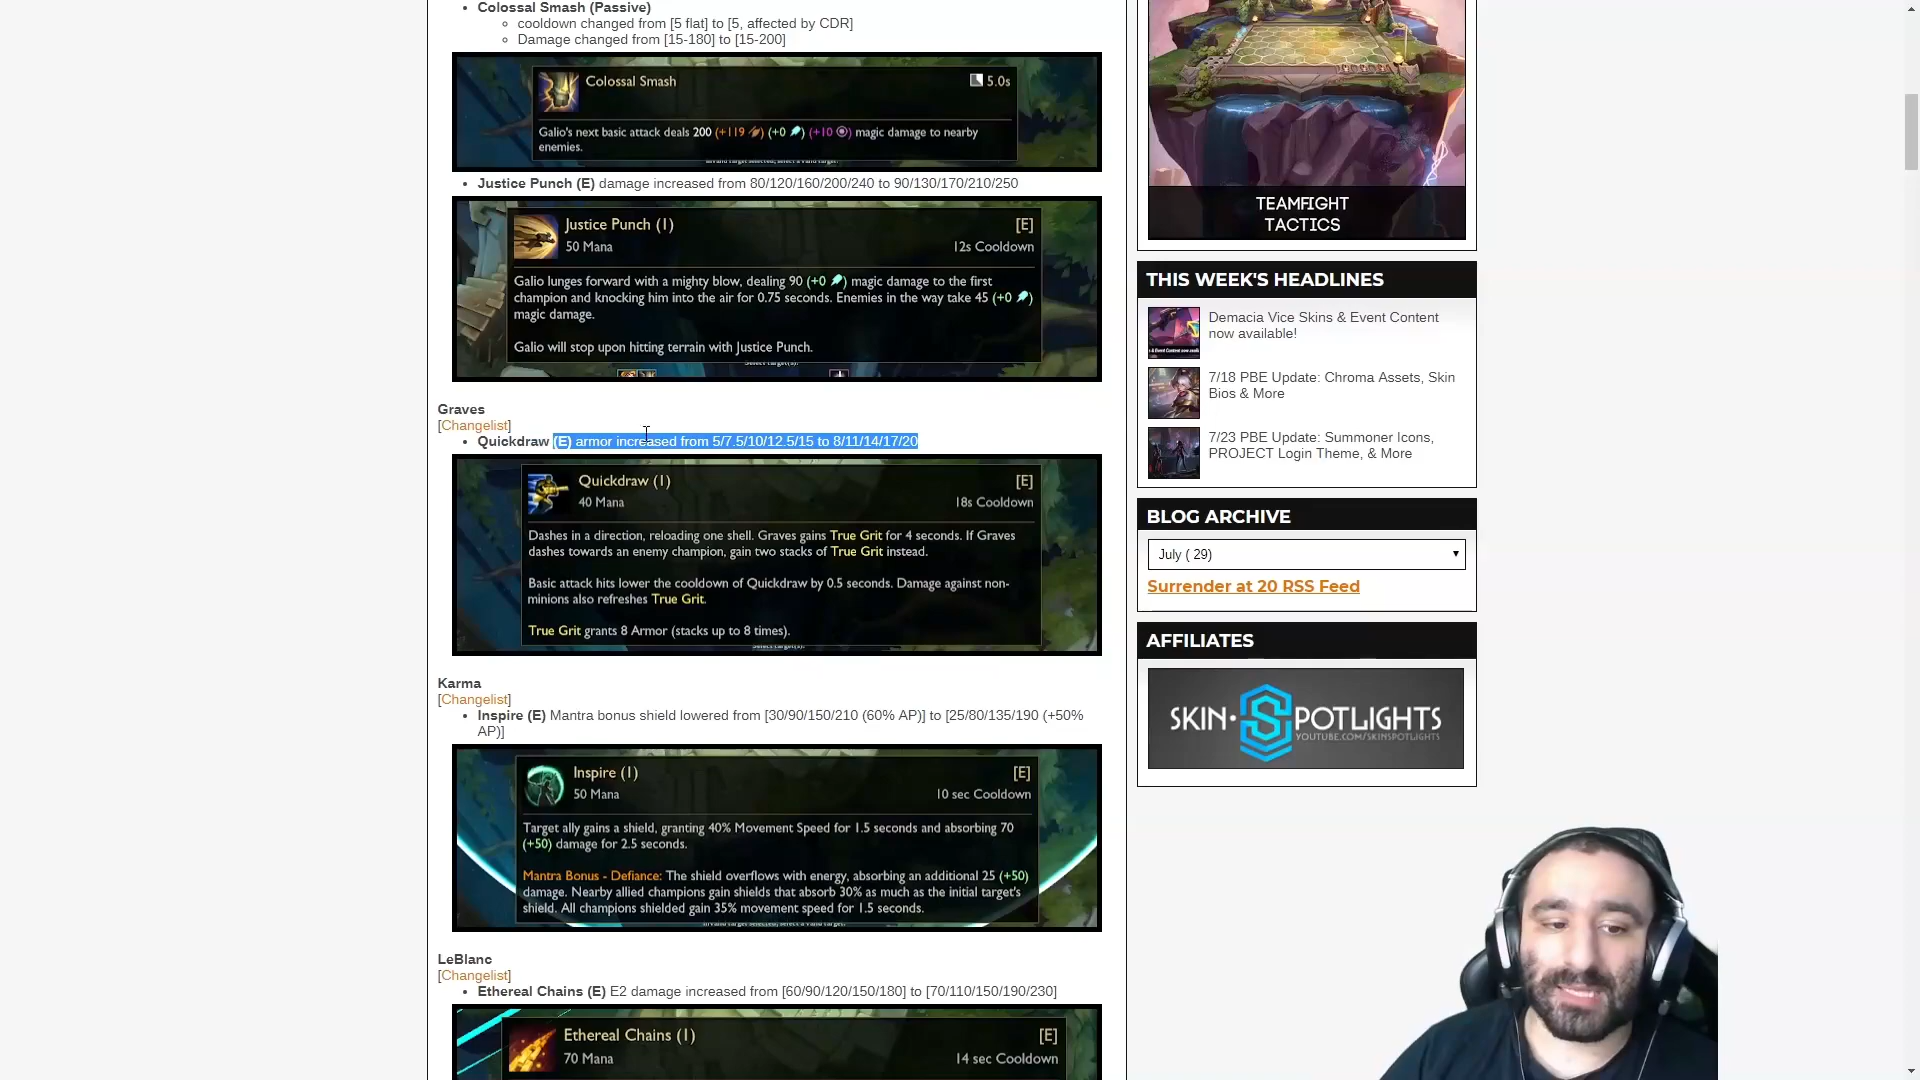 • Colossal Smash (Passive)
○ cooldown changed from [5 flat] to [5, affected by CDR]
○ Damage changed from [15-180] to [15-200]
Colossal Smash 5.0s
Galio's next basic attack deals 200 (+119) (+0) (+10) magic damage to nearby
enemies.
• Justice Punch (E) damage increased from 80/120/160/200/240 to 90/130/170/210/250
Justice Punch (1) [E]
50 Mana 12s Cooldown
Galio lunges forward with a mighty blow, dealing 90 (+0) magic damage to the first
champion and knocking him into the air for 0.75 seconds. Enemies in the way take 45 (+0)
magic damage.
Galio will stop upon hitting terrain with Justice Punch.
Graves
[Changelist]
• Quickdraw (E) armor increased from 5/7.5/10/12.5/15 to 8/11/14/17/20
Quickdraw (1) [E]
40 Mana 18s Cooldown
Dashes in a direction, reloading one shell. Graves gains True Grit for 4 seconds. If Graves
dashes towards an enemy champion, gain two stacks of True Grit instead.
Basic attack hits lower the cooldown of Quickdraw by 0.5 seconds. Damage against non-
minions also refreshes True Grit.
True Grit grants 8 Armor (stacks up to 8 times).
Karma
[Changelist]
• Inspire (E) Mantra bonus shield lowered from [30/90/150/210 (60% AP)] to [25/80/135/190 (+50%
AP)]
Inspire (1) [E]
50 Mana 10 sec Cooldown
Target ally gains a shield, granting 40% Movement Speed for 1.5 seconds and absorbing 70
(+50) damage for 2.5 seconds.
Mantra Bonus - Defiance: The shield overflows with energy, absorbing an additional 25 (+50)
damage. Nearby allied champions gain shields that absorb 30% as much as the initial target's
shield. All champions shielded gain 35% movement speed for 1.5 seconds.
LeBlanc
[Changelist]
• Ethereal Chains (E) E2 damage increased from [60/90/120/150/180] to [70/110/150/190/230]
Ethereal Chains (1) [E]
70 Mana 14 sec Cooldown
TEAMFIGHT
TACTICS
THIS WEEK'S HEADLINES
Demacia Vice Skins & Event Content
now available!
7/18 PBE Update: Chroma Assets, Skin
Bios & More
7/23 PBE Update: Summoner Icons,
PROJECT Login Theme, & More
BLOG ARCHIVE
July ( 29)
Surrender at 20 RSS Feed
AFFILIATES
SKIN·SPOTLIGHTS
YOUTUBE.COM/SKINSPOTLIGHTS